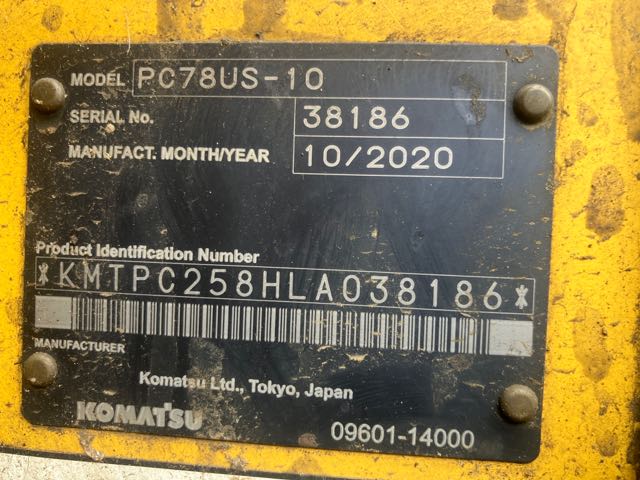 MODEL PC78US-10
SERIAL No. 38186
MANUFACT. MONTH/YEAR 10/2020
Product Identification Number
*KMTPC258HLA038186*
MANUFACTURER
Komatsu Ltd., Tokyo, Japan
KOMATSU
09601-14000